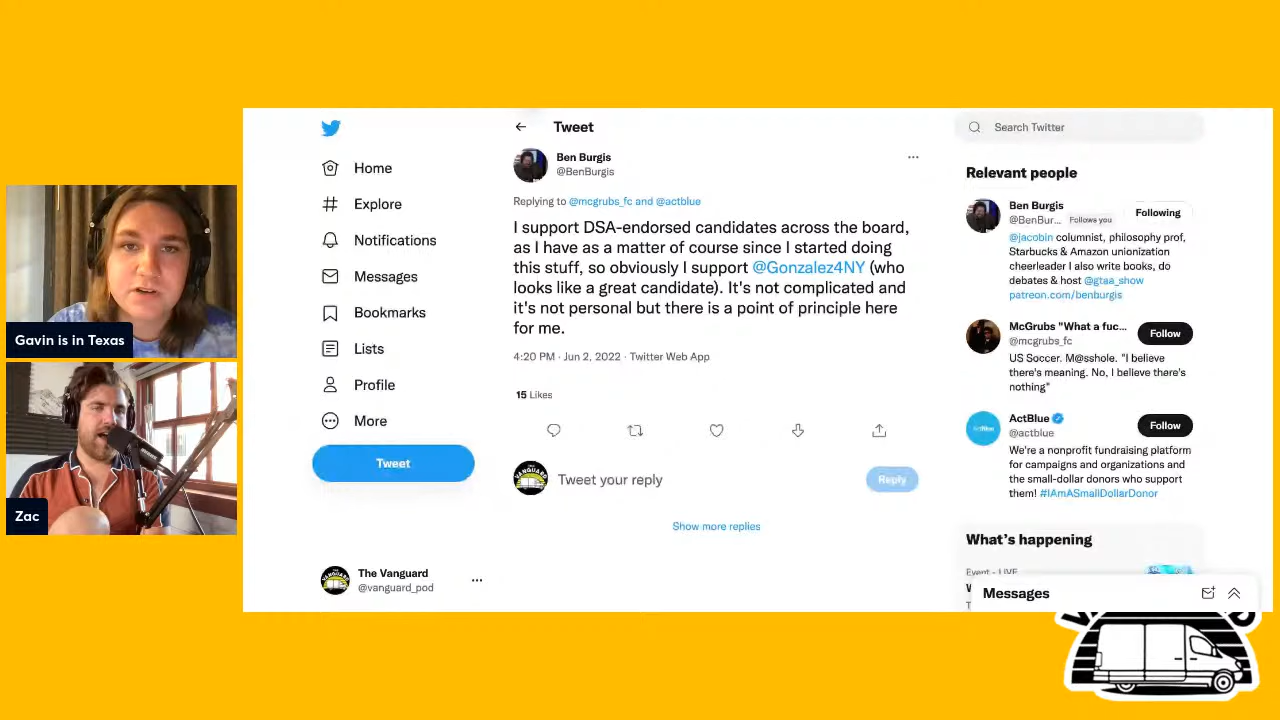 Gavin is in Texas
Zac
Home
Explore
Notifications
Messages
Bookmarks
Lists
Profile
More
Tweet
The Vanguard
@vanguard_pod
Tweet
Ben Burgis
@BenBurgis
Replying to @mcgrubs_fc and @actblue
I support DSA-endorsed candidates across the board,
as I have as a matter of course since I started doing
this stuff, so obviously I support @Gonzalez4NY (who
looks like a great candidate). It's not complicated and
it's not personal but there is a point of principle here
for me.
4:20 PM · Jun 2, 2022 · Twitter Web App
15 Likes
Tweet your reply
Reply
Show more replies
Search Twitter
Relevant people
Ben Burgis
@BenBur... Follows you
Following
@jacobin columnist, philosophy prof,
Starbucks & Amazon unionization
cheerleader I also write books, do
debates & host @gtaa_show
patreon.com/benburgis
McGrubs "What a fuc...
@mcgrubs_fc
Follow
US Soccer. M@sshole. "I believe
there's meaning. No, I believe there's
nothing"
ActBlue
@actblue
Follow
We're a nonprofit fundraising platform
for campaigns and organizations and
the small-dollar donors who support
them! #IAmASmallDollarDonor
What's happening
Event · LIVE
Messages